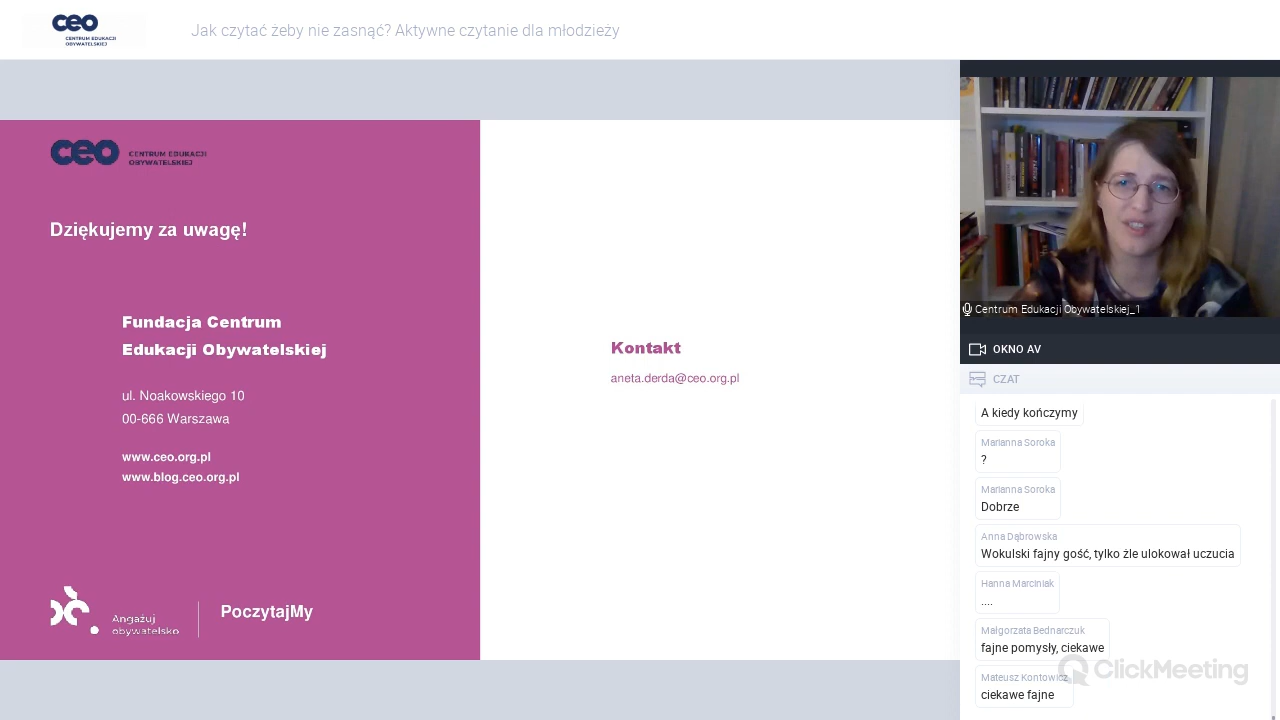 ceo
CENTRUM EDUKACJI
OBYWATELSKIEJ
Jak czytać żeby nie zasnąć? Aktywne czytanie dla młodzieży
ceo
CENTRUM EDUKACJI
OBYWATELSKIEJ
Dziękujemy za uwagę!
Fundacja Centrum
Edukacji Obywatelskiej
ul. Noakowskiego 10
00-666 Warszawa
www.ceo.org.pl
www.blog.ceo.org.pl
Angażuj
obywatelsko
PoczytajMy
Kontakt
aneta.derda@ceo.org.pl
Centrum Edukacji Obywatelskiej_1
OKNO AV
CZAT
A kiedy kończymy
Marianna Soroka
?
Marianna Soroka
Dobrze
Anna Dąbrowska
Wokulski fajny gość, tylko żle ulokował uczucia
Hanna Marciniak
....
Małgorzata Bednarczuk
fajne pomysły, ciekawe
Mateusz Kontowicz
ciekawe fajne
ClickMeeting